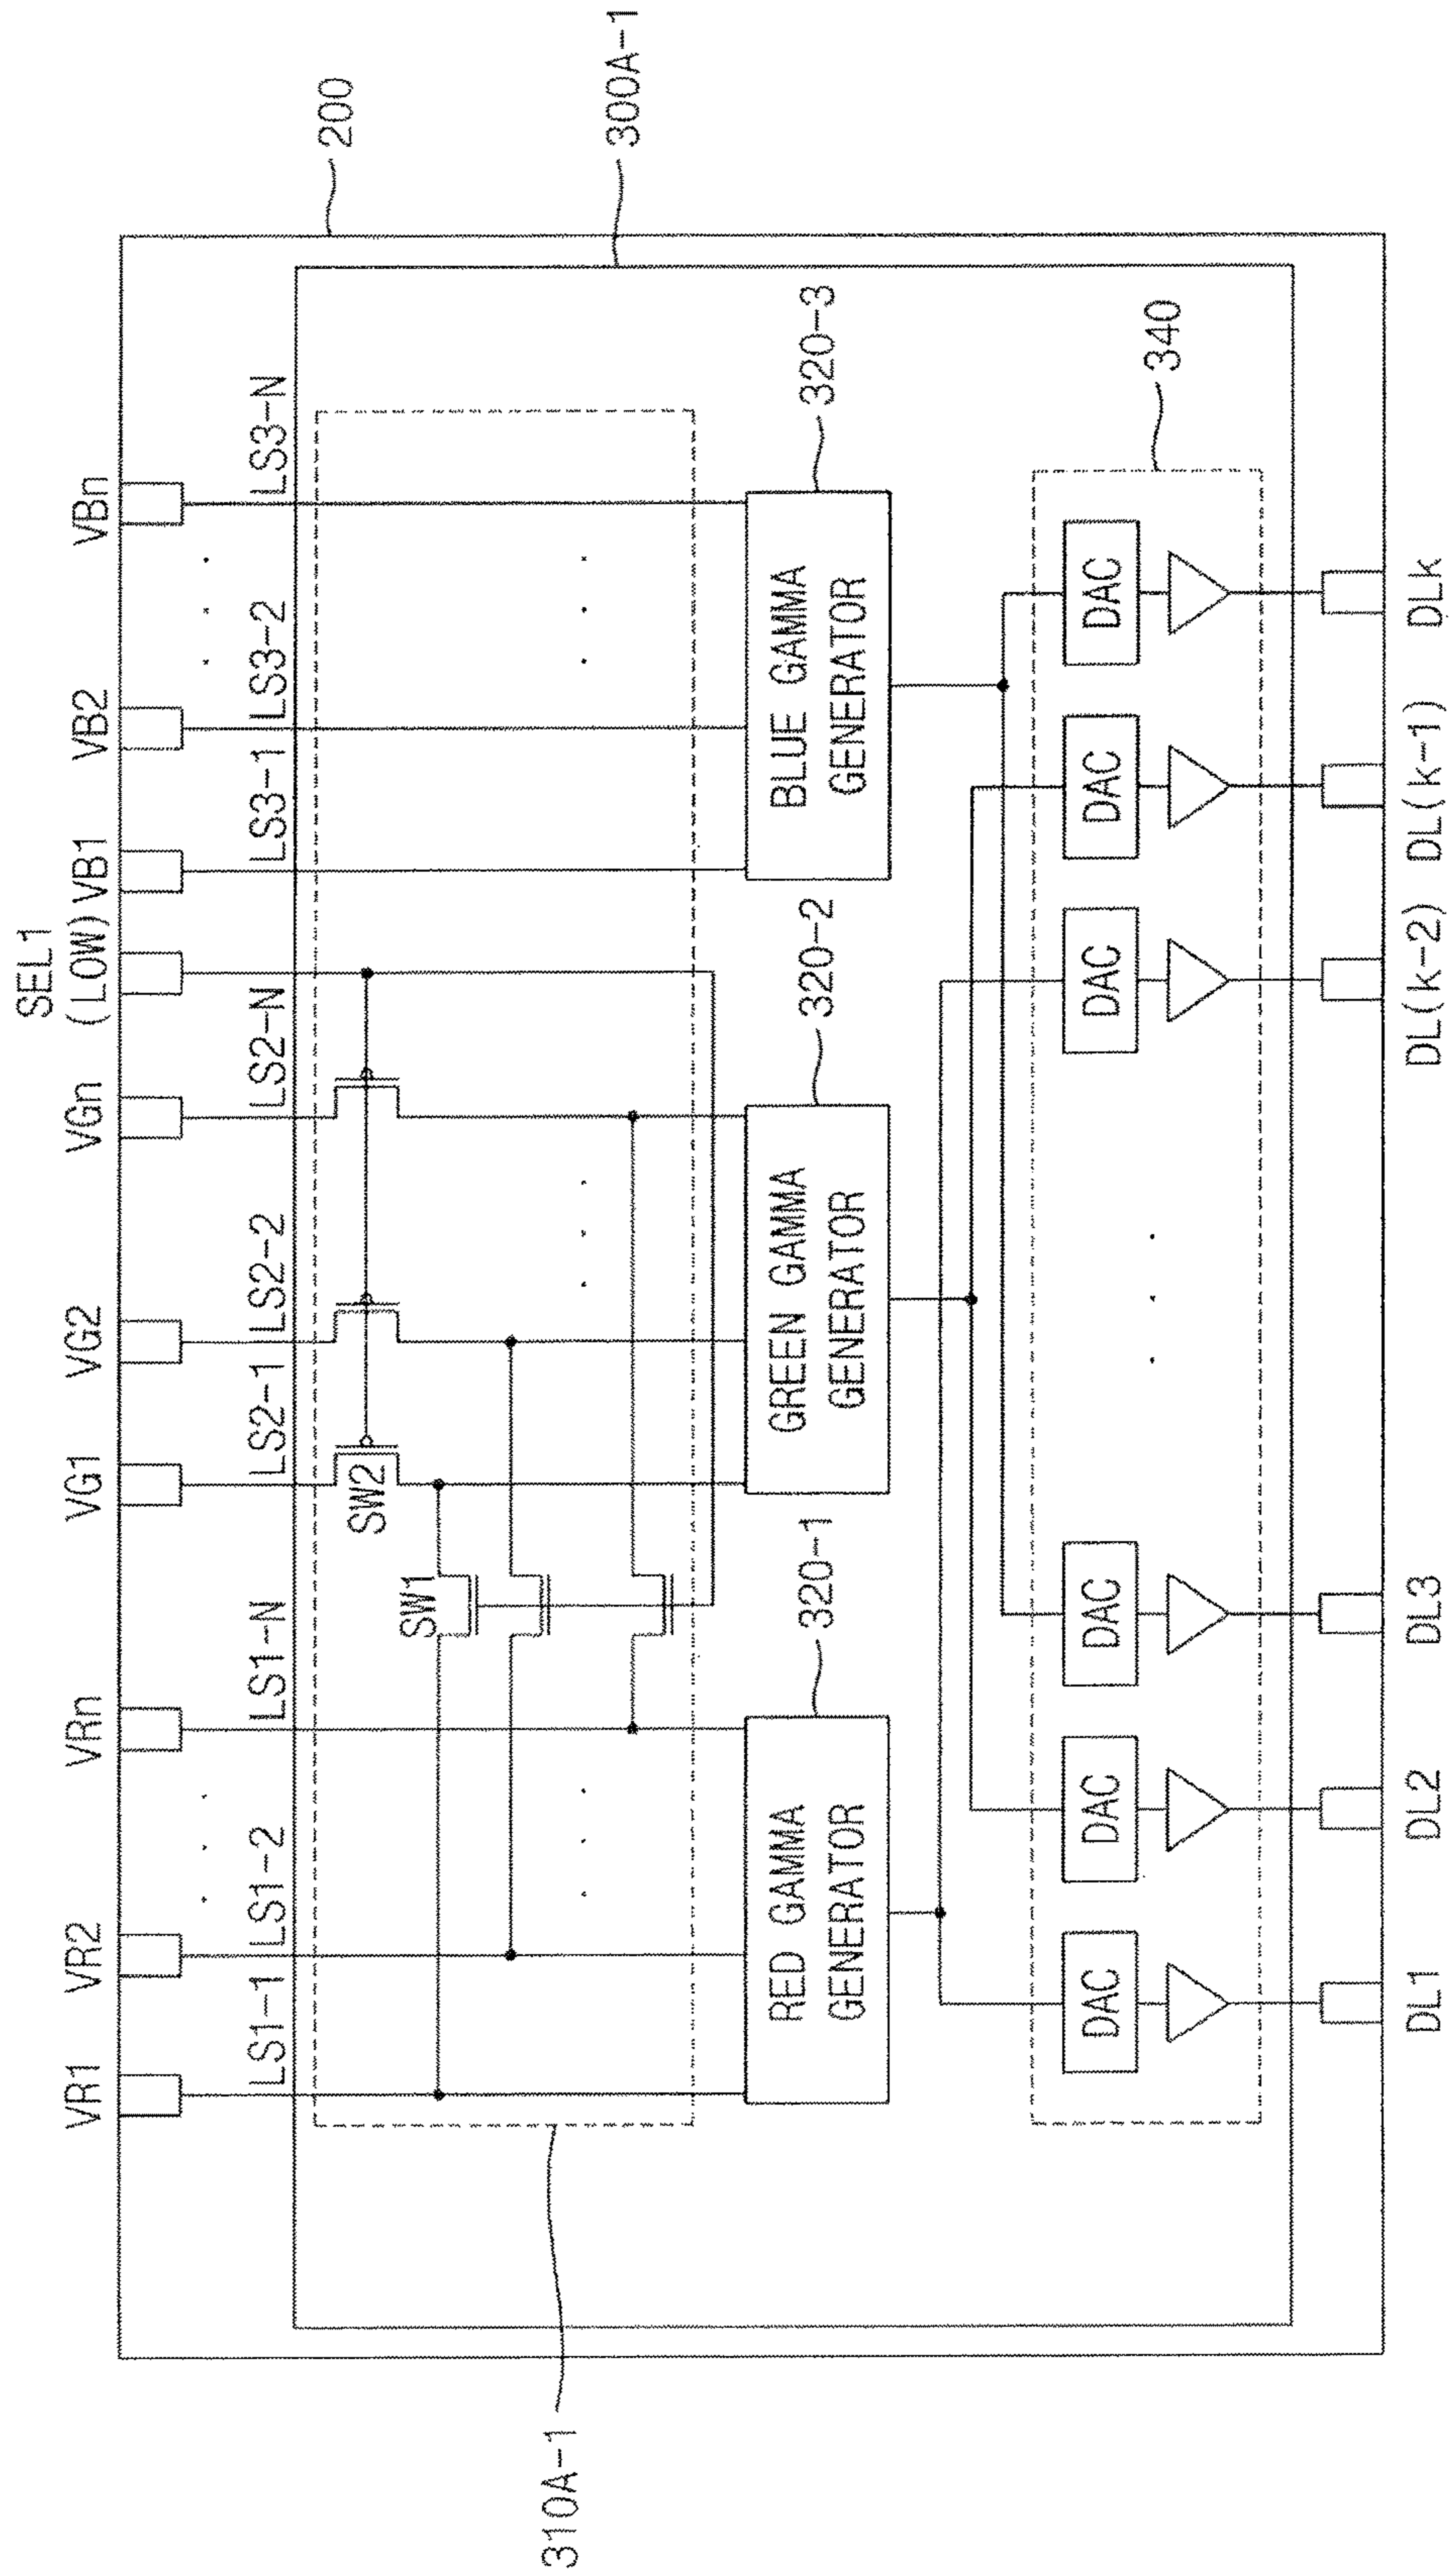 SEL1
VR1
VR2
VRn
VG1
VG2
VGn
(LOW)
VB1
VB2
VBn
LS1-1
LS1-2
LS1-N
LS2-1
LS2-2
LS2-N
LS3-1
LS3-2
LS3-N
200
300A-1
310A-1
SW2
SW1
320-1
320-2
320-3
RED GAMMA
GENERATOR
GREEN GAMMA
GENERATOR
BLUE GAMMA
GENERATOR
340
DAC
DAC
DAC
DAC
DAC
DAC
DL1
DL2
DL3
DL(k-2)
DL(k-1)
DLk